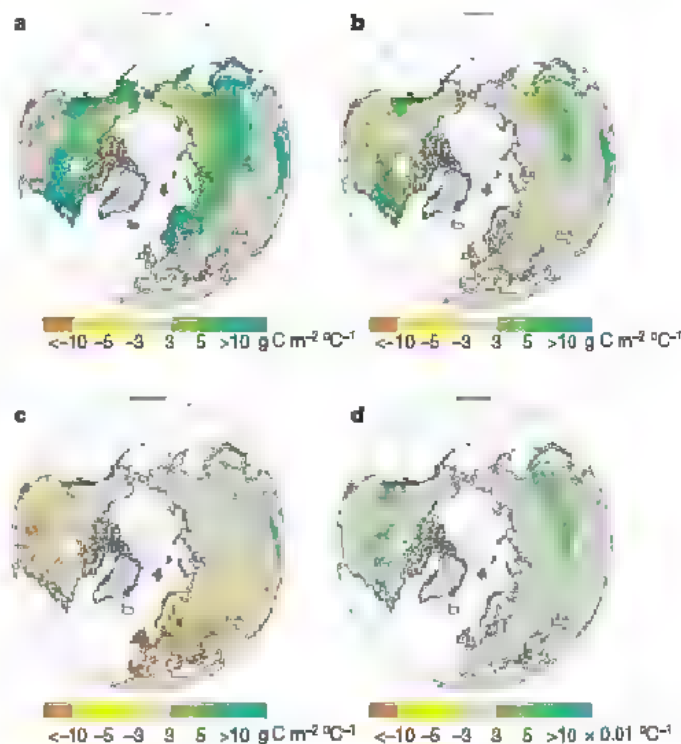 a
b
<-10 -5 -3 3 5 >10 g C m⁻² °C⁻¹
<-10 -5 -3 3 5 >10 g C m⁻² °C⁻¹
c
d
<-10 -5 -3 3 5 >10 g C m⁻² °C⁻¹
<-10 -5 -3 3 5 >10 × 0.01 °C⁻¹